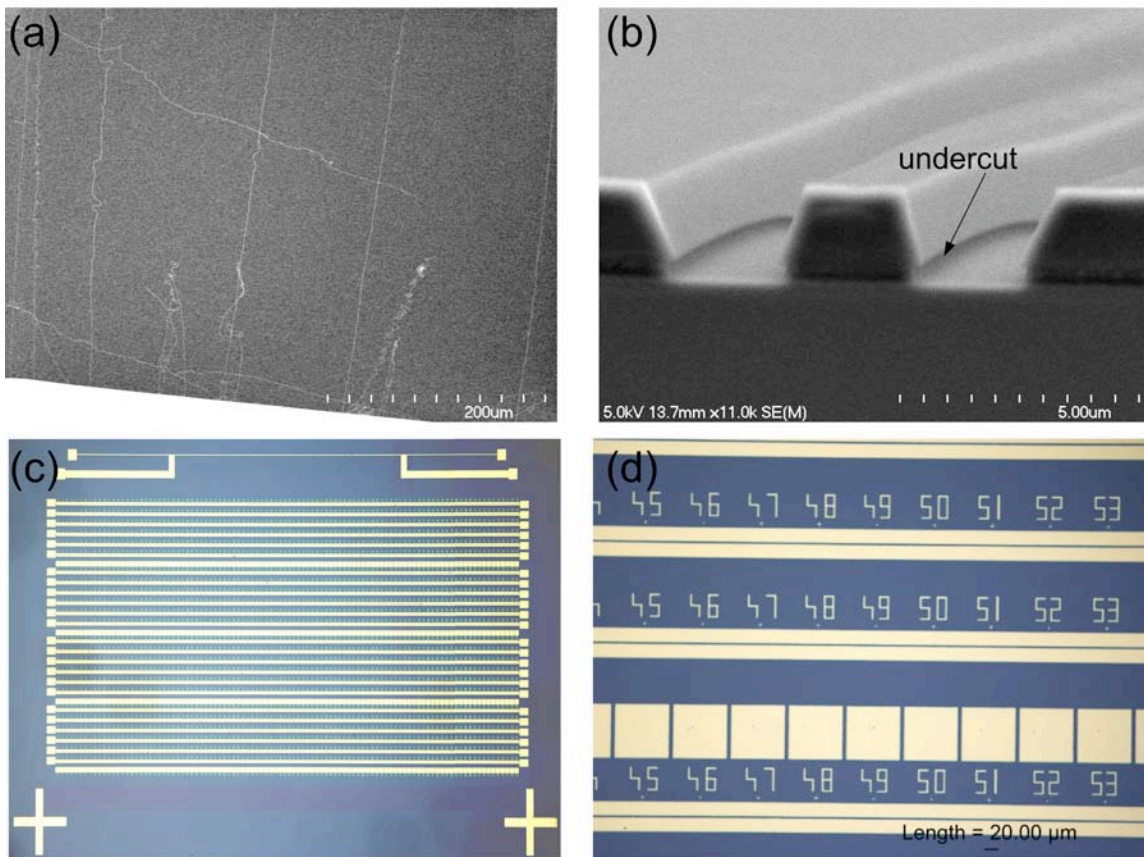 (a)
200um
(b)
undercut
5.0kV 13.7mm x11.0k SE(M)
5.00um
(c)
(d)
45 46 47 48 49 50 51 52 53
45 46 47 48 49 50 51 52 53
45 46 47 48 49 50 51 52 53
Length = 20.00 µm